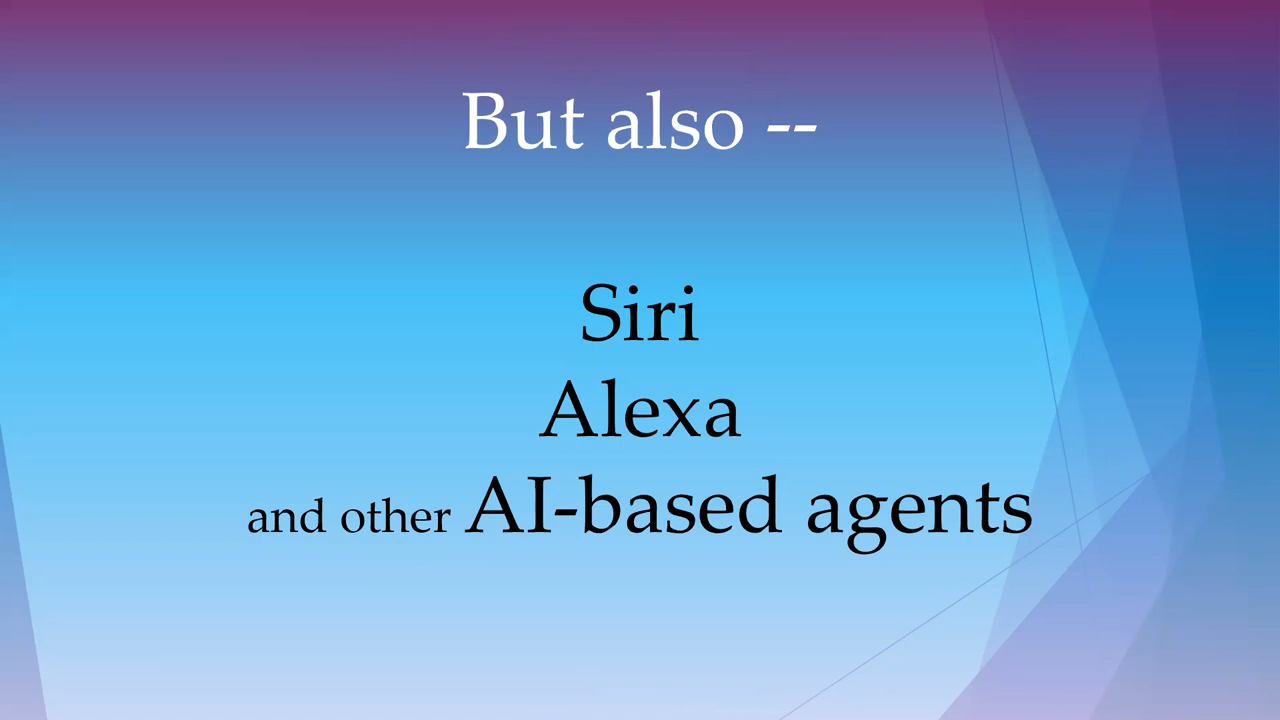 But also --
Siri
Alexa
and other AI-based agents